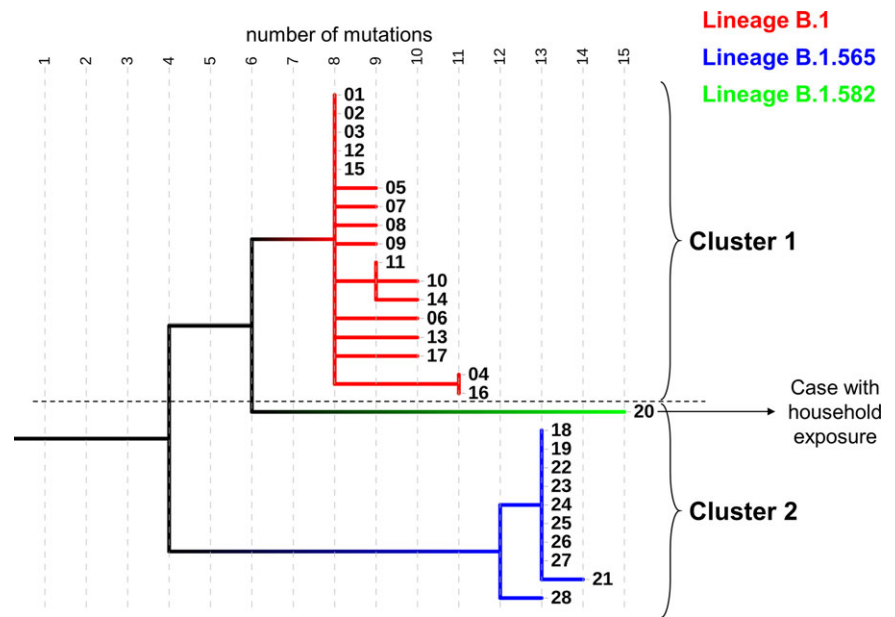 number of mutations
1 2 3 4 5 6 7 8 9 10 11 12 13 14 15
Lineage B.1
Lineage B.1.565
Lineage B.1.582
01
02
03
12
15
05
07
08
09
11
10
14
06
13
17
04
16
Cluster 1
20
Case with
household
exposure
18
19
22
23
24
25
26
27
21
28
Cluster 2